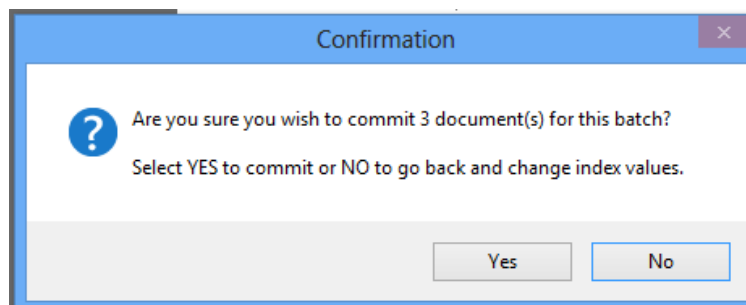 Confirmation
Are you sure you wish to commit 3 document(s) for this batch?
Select YES to commit or NO to go back and change index values.
Yes
No